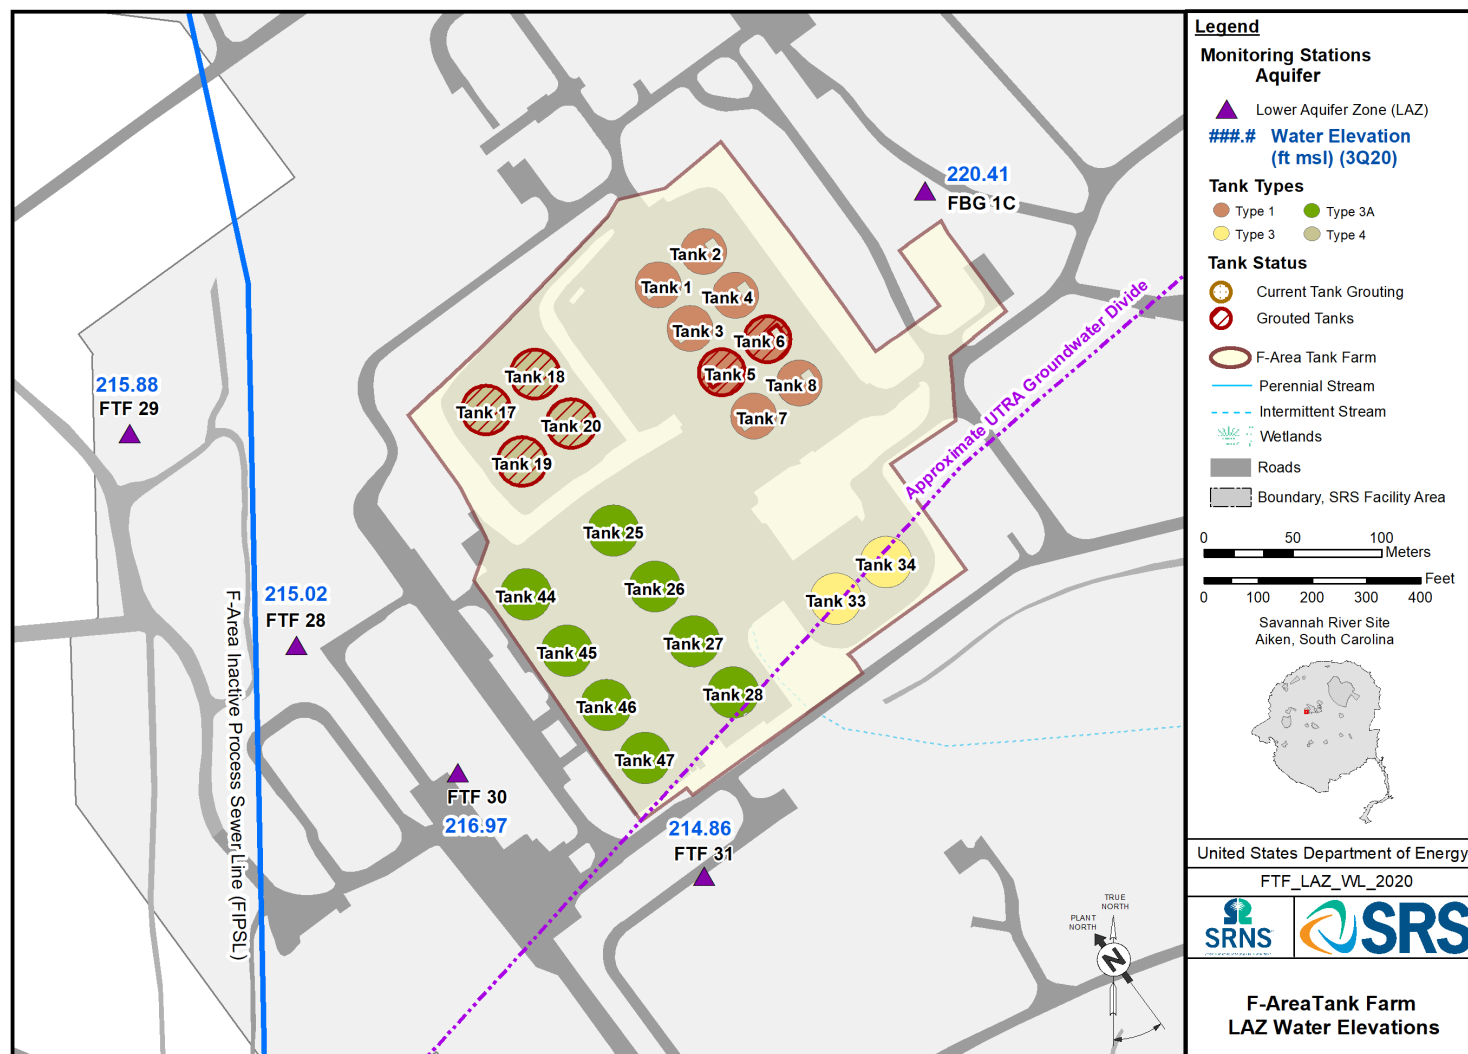 220.41
FBG 1C
Tank 2
Tank 1
Tank 4
Tank 3
Tank 6
Tank 5
Tank 8
Tank 7
Tank 18
Tank 17
Tank 20
Tank 19
215.88
FTF 29
Approximate UTRA Groundwater Divide
Tank 25
Tank 34
Tank 26
Tank 44
Tank 33
215.02
FTF 28
Tank 27
Tank 45
Tank 28
Tank 46
Tank 47
F-Area Inactive Process Sewer Line (FIPSL)
FTF 30
216.97
214.86
FTF 31
TRUE
NORTH
PLANT
NORTH
N
Legend
Monitoring Stations
Aquifer
Lower Aquifer Zone (LAZ)
###.# Water Elevation
(ft msl) (3Q20)
Tank Types
Type 1
Type 3A
Type 3
Type 4
Tank Status
Current Tank Grouting
Grouted Tanks
F-Area Tank Farm
Perennial Stream
Intermittent Stream
Wetlands
Roads
Boundary, SRS Facility Area
0 50 100
Meters
Feet
0 100 200 300 400
Savannah River Site
Aiken, South Carolina
United States Department of Energy
FTF_LAZ_WL_2020
SRNS
SRS
F-AreaTank Farm
LAZ Water Elevations